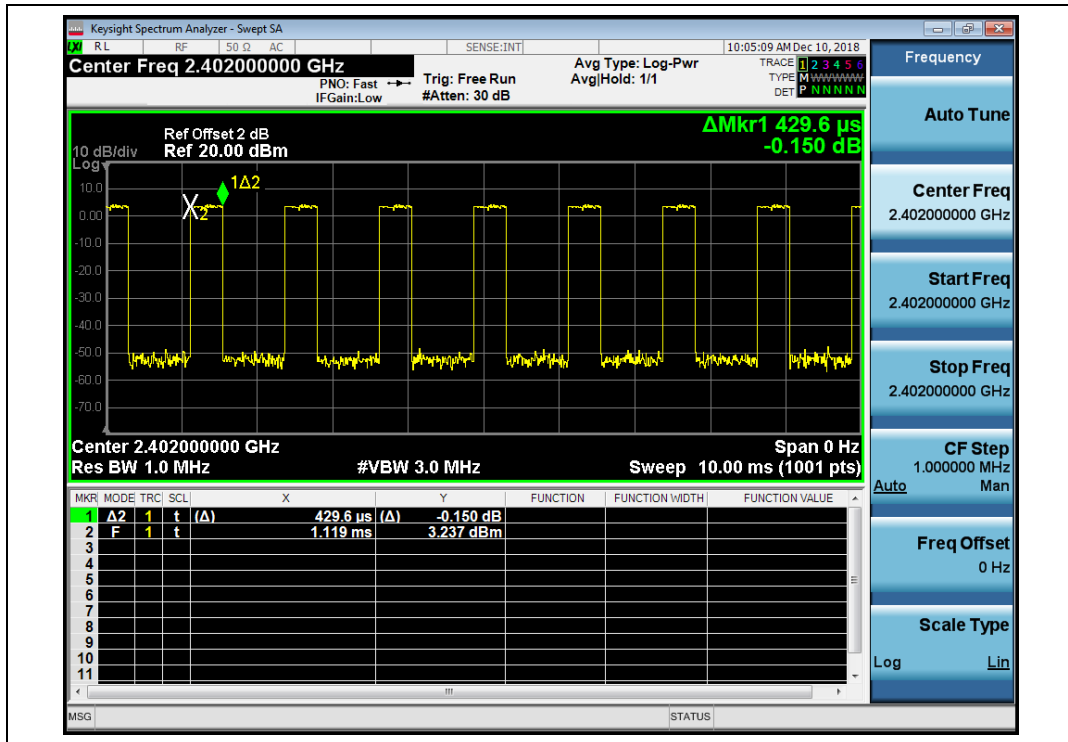 Keysight Spectrum Analyzer - Swept SA
LXI RL RF 50 Ω AC SENSE:INT 10:05:09 AM Dec 10, 2018
Center Freq 2.402000000 GHz
PNO: Fast
IFGain:Low
Trig: Free Run
#Atten: 30 dB
Avg Type: Log-Pwr
Avg|Hold: 1/1
TRACE 1 2 3 4 5 6
TYPE M WWWWW
DET P N N N N N
ΔMkr1 429.6 µs
-0.150 dB
Ref Offset 2 dB
10 dB/div Ref 20.00 dBm
Log
10.0
0.00
-10.0
-20.0
-30.0
-40.0
-50.0
-60.0
-70.0
1Δ2
X2
Center 2.402000000 GHz Span 0 Hz
Res BW 1.0 MHz #VBW 3.0 MHz Sweep 10.00 ms (1001 pts)
MKR MODE TRC SCL X Y FUNCTION FUNCTION WIDTH FUNCTION VALUE
1 Δ2 1 t (Δ) 429.6 µs (Δ) -0.150 dB
2 F 1 t 1.119 ms 3.237 dBm
3
4
5
6
7
8
9
10
11
MSG STATUS
Frequency
Auto Tune
Center Freq
2.402000000 GHz
Start Freq
2.402000000 GHz
Stop Freq
2.402000000 GHz
CF Step
1.000000 MHz
Auto Man
Freq Offset
0 Hz
Scale Type
Log Lin